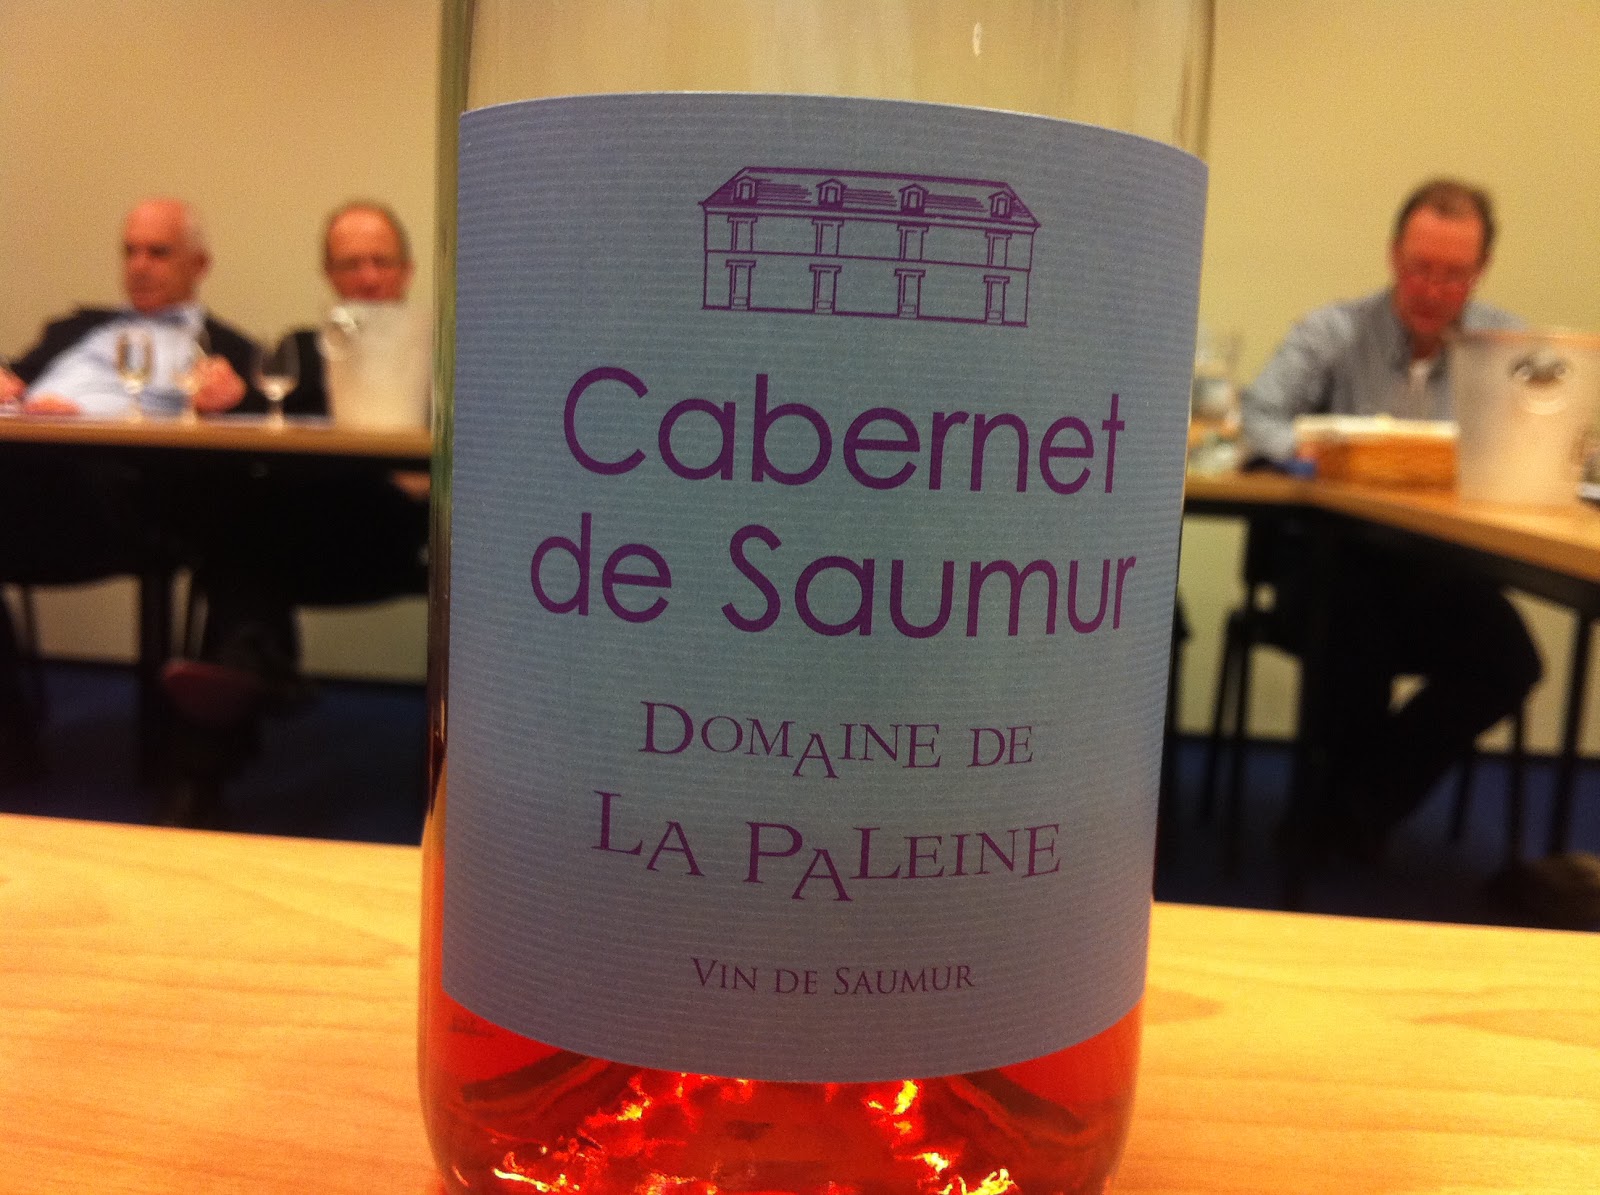 Cabernet
de Saumur
DOMAINE DE
LA PALEINE
VIN DE SAUMUR